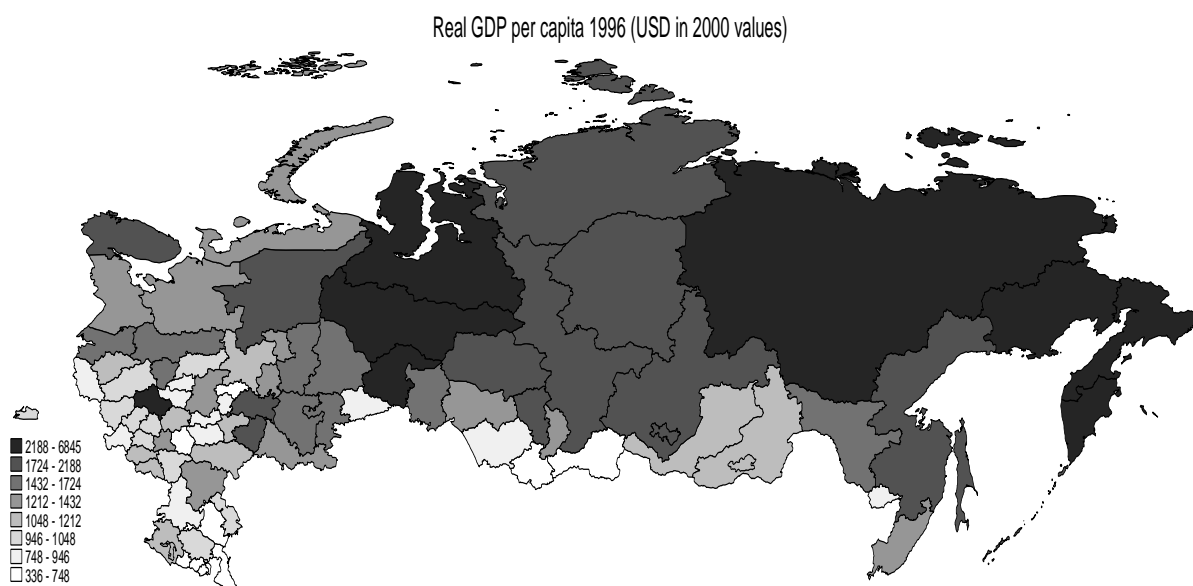 Real GDP per capita 1996 (USD in 2000 values)
2188 - 6845
1724 - 2188
1432 - 1724
1212 - 1432
1048 - 1212
946 - 1048
748 - 946
336 - 748